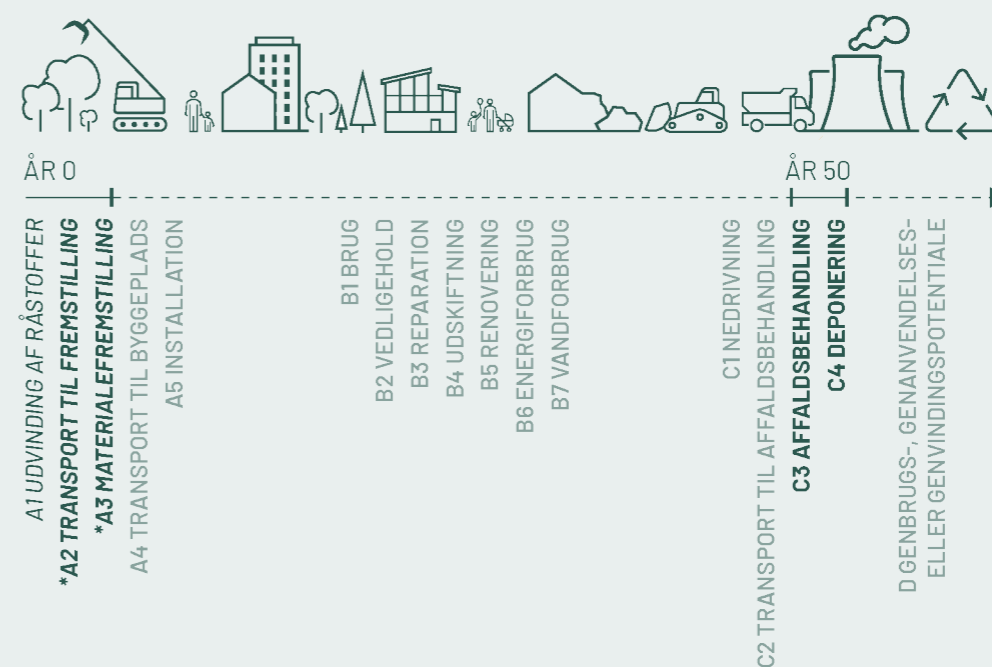 ÅR 0
ÅR 50
A1 UDVINDING AF RÅSTOFFER
*A2 TRANSPORT TIL FREMSTILLING
*A3 MATERIALEFREMSTILLING
A4 TRANSPORT TIL BYGGEPLADS
A5 INSTALLATION
B1 BRUG
B2 VEDLIGEHOLD
B3 REPARATION
B4 UDSKIFTNING
B5 RENOVERING
B6 ENERGIFORBRUG
B7 VANDFORBRUG
C1 NEDRIVNING
C2 TRANSPORT TIL AFFALDSBEHANDLING
C3 AFFALDSBEHANDLING
C4 DEPONERING
D GENBRUGS-, GENANVENDELSES-
ELLER GENVINDINGSPOTENTIALE